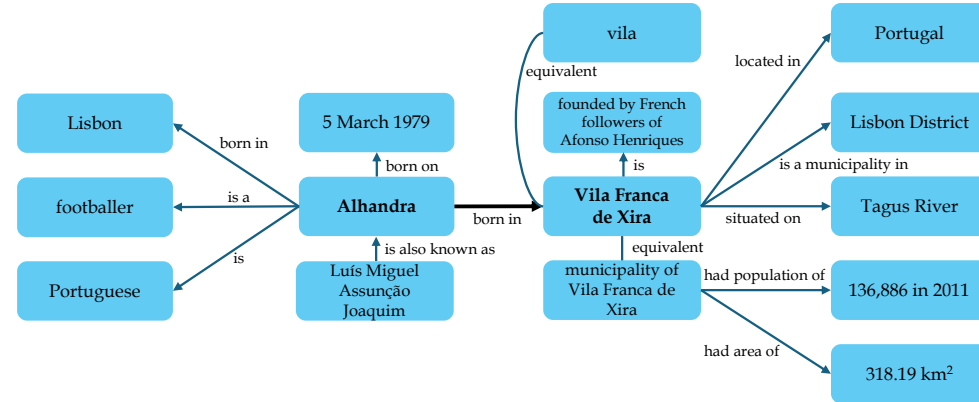 vila
Portugal
equivalent
located in
Lisbon
5 March 1979
founded by French
followers of
Afonso Henriques
Lisbon District
born in
born on
is
is a municipality in
footballer
is a
Alhandra
born in
Vila Franca
de Xira
situated on
Tagus River
is
is also known as
equivalent
Portuguese
Luís Miguel
Assunção
Joaquim
municipality of
Vila Franca de
Xira
had population of
136,886 in 2011
had area of
318.19 km²